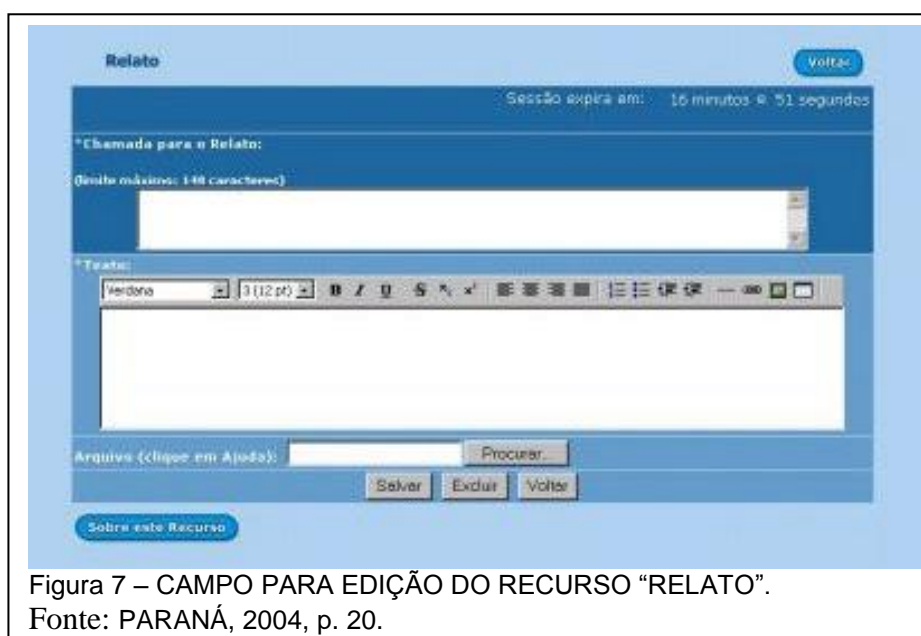 Relato
Voltar
Sessão expira em: 16 minutos e 51 segundos
*Chamada para o Relato:
(limite máximo: 148 caracteres)
*Texto:
Verdana 3 (12 pt) B I U S
Arquivo (clique em Ajuda): Procurar...
Salvar Excluir Voltar
Sobre este Recurso
Figura 7 – CAMPO PARA EDIÇÃO DO RECURSO “RELATO”.
Fonte: PARANÁ, 2004, p. 20.